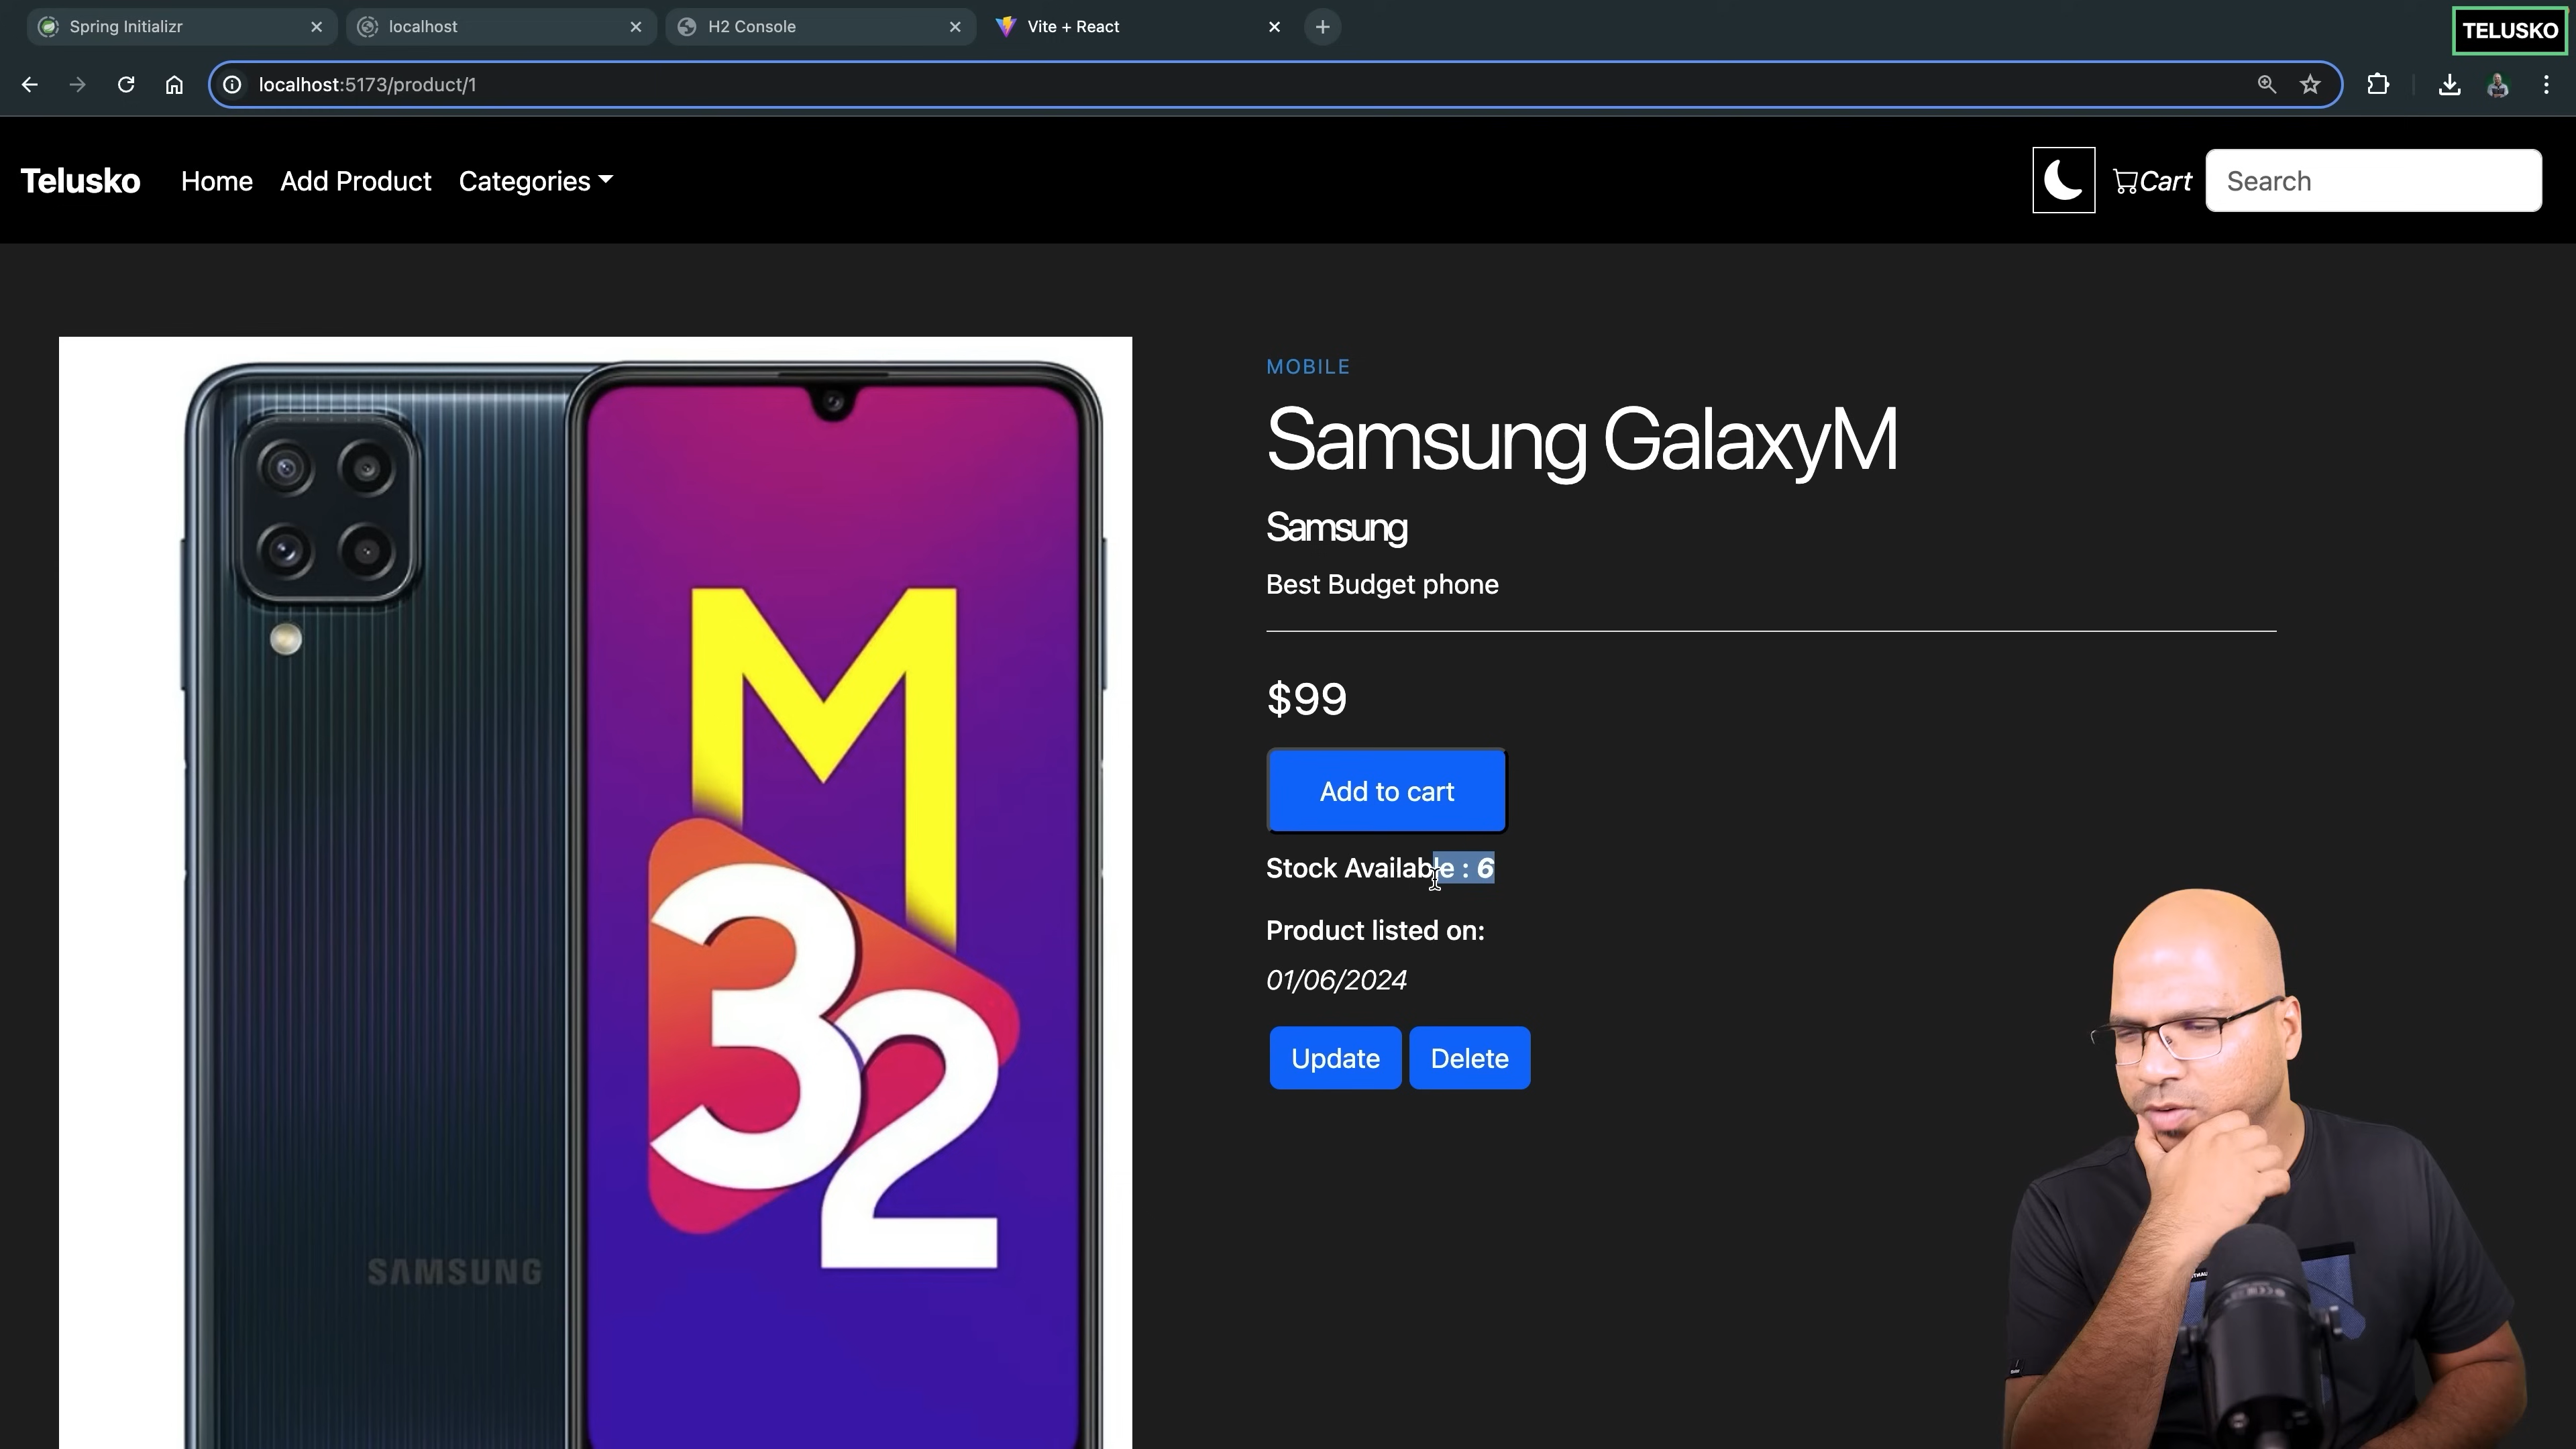 Spring Initializr
localhost
H2 Console
Vite + React
TELUSKO
localhost:5173/product/1
Telusko
Home
Add Product
Categories
Cart
Search
MOBILE
Samsung GalaxyM
Samsung
Best Budget phone
$99
Add to cart
Stock Available : 6
Product listed on:
01/06/2024
Update
Delete
M
32
SAMSUNG